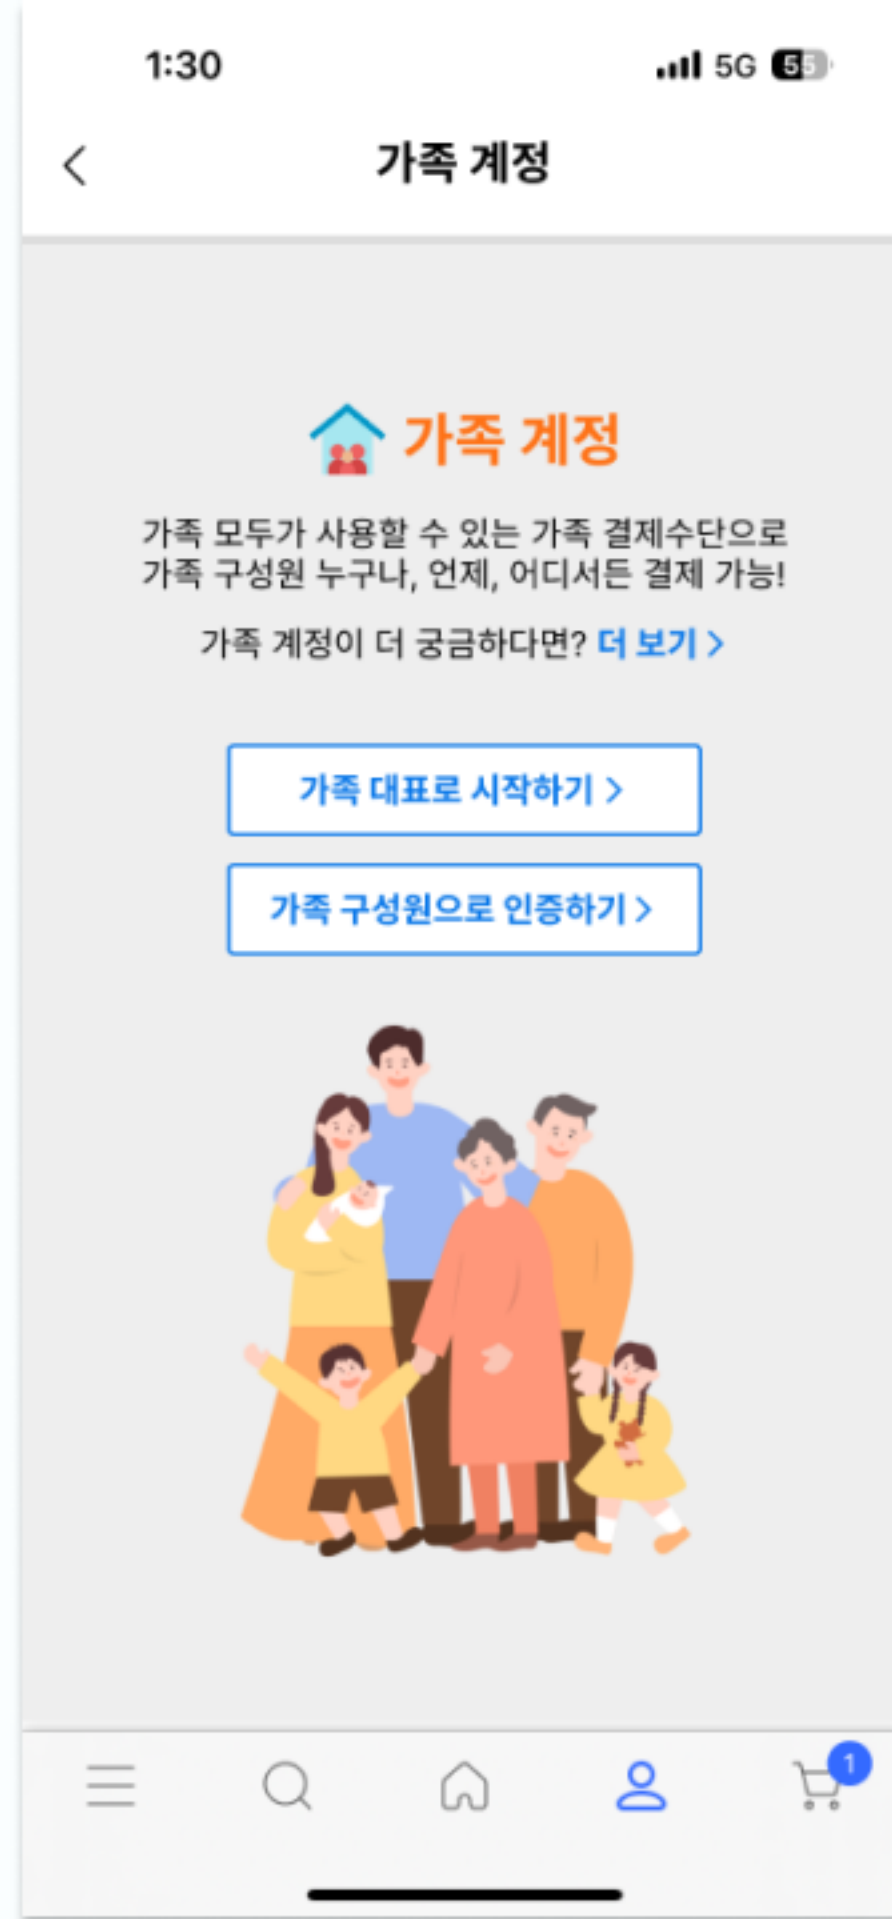 1:30
5G 55
가족 계정
가족 계정
가족 모두가 사용할 수 있는 가족 결제수단으로
가족 구성원 누구나, 언제, 어디서든 결제 가능!
가족 계정이 더 궁금하다면? 더 보기 >
가족 대표로 시작하기 >
가족 구성원으로 인증하기 >
1